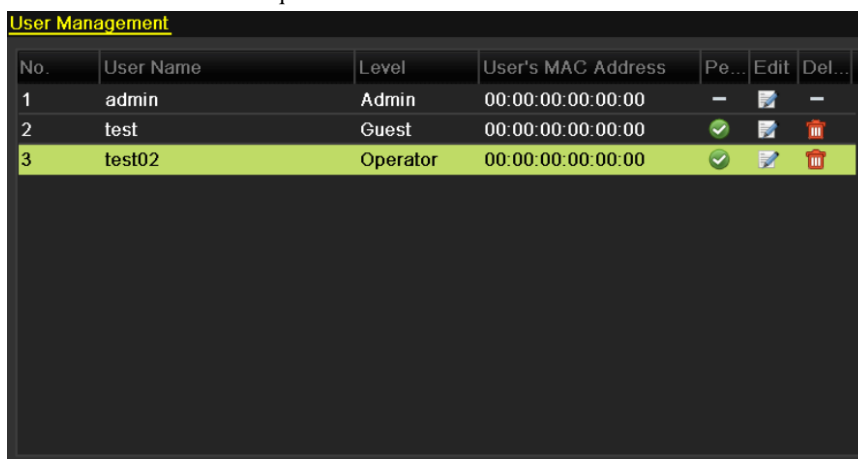 User Management
No. User Name Level User's MAC Address Pe... Edit Del...
1 admin Admin 00:00:00:00:00:00 –
2 test Guest 00:00:00:00:00:00
3 test02 Operator 00:00:00:00:00:00